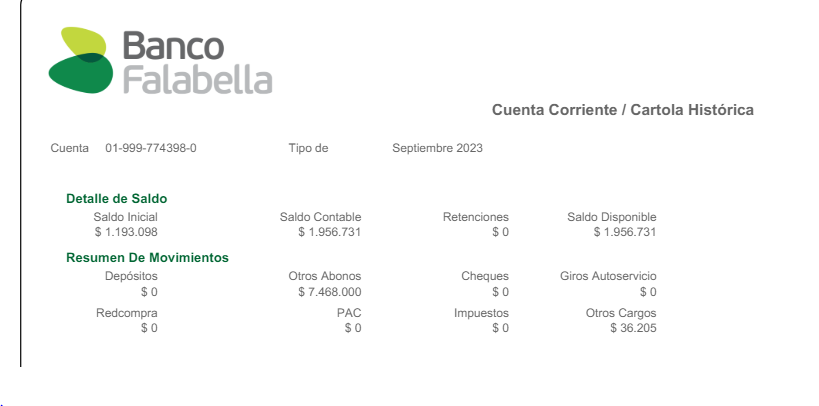 Banco
Falabella
Cuenta Corriente / Cartola Histórica
Cuenta 01-999-774398-0 Tipo de Septiembre 2023
Detalle de Saldo
Saldo Inicial Saldo Contable Retenciones Saldo Disponible
$ 1.193.098 $ 1.956.731 $ 0 $ 1.956.731
Resumen De Movimientos
Depósitos Otros Abonos Cheques Giros Autoservicio
$ 0 $ 7.468.000 $ 0 $ 0
Redcompra PAC Impuestos Otros Cargos
$ 0 $ 0 $ 0 $ 36.205